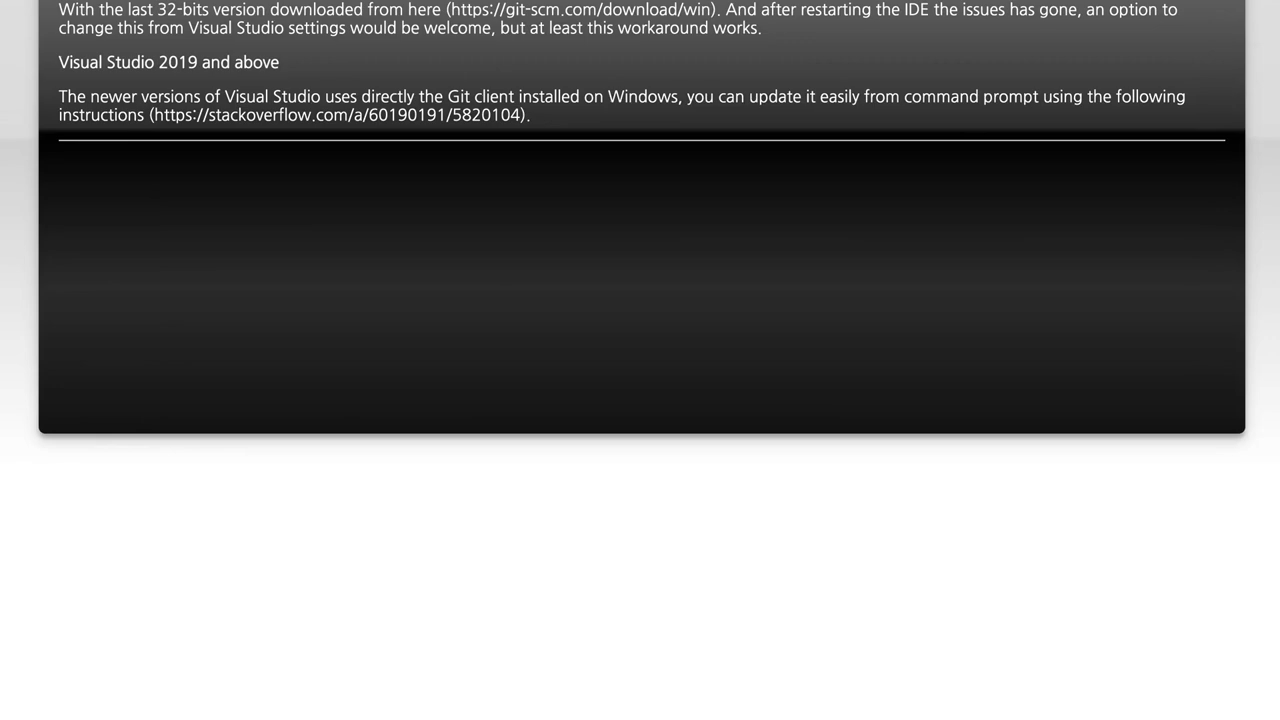 With the last 32-bits version downloaded from here (https://git-scm.com/download/win). And after restarting the IDE the issues has gone, an option to
change this from Visual Studio settings would be welcome, but at least this workaround works.
Visual Studio 2019 and above
The newer versions of Visual Studio uses directly the Git client installed on Windows, you can update it easily from command prompt using the following
instructions (https://stackoverflow.com/a/60190191/5820104).